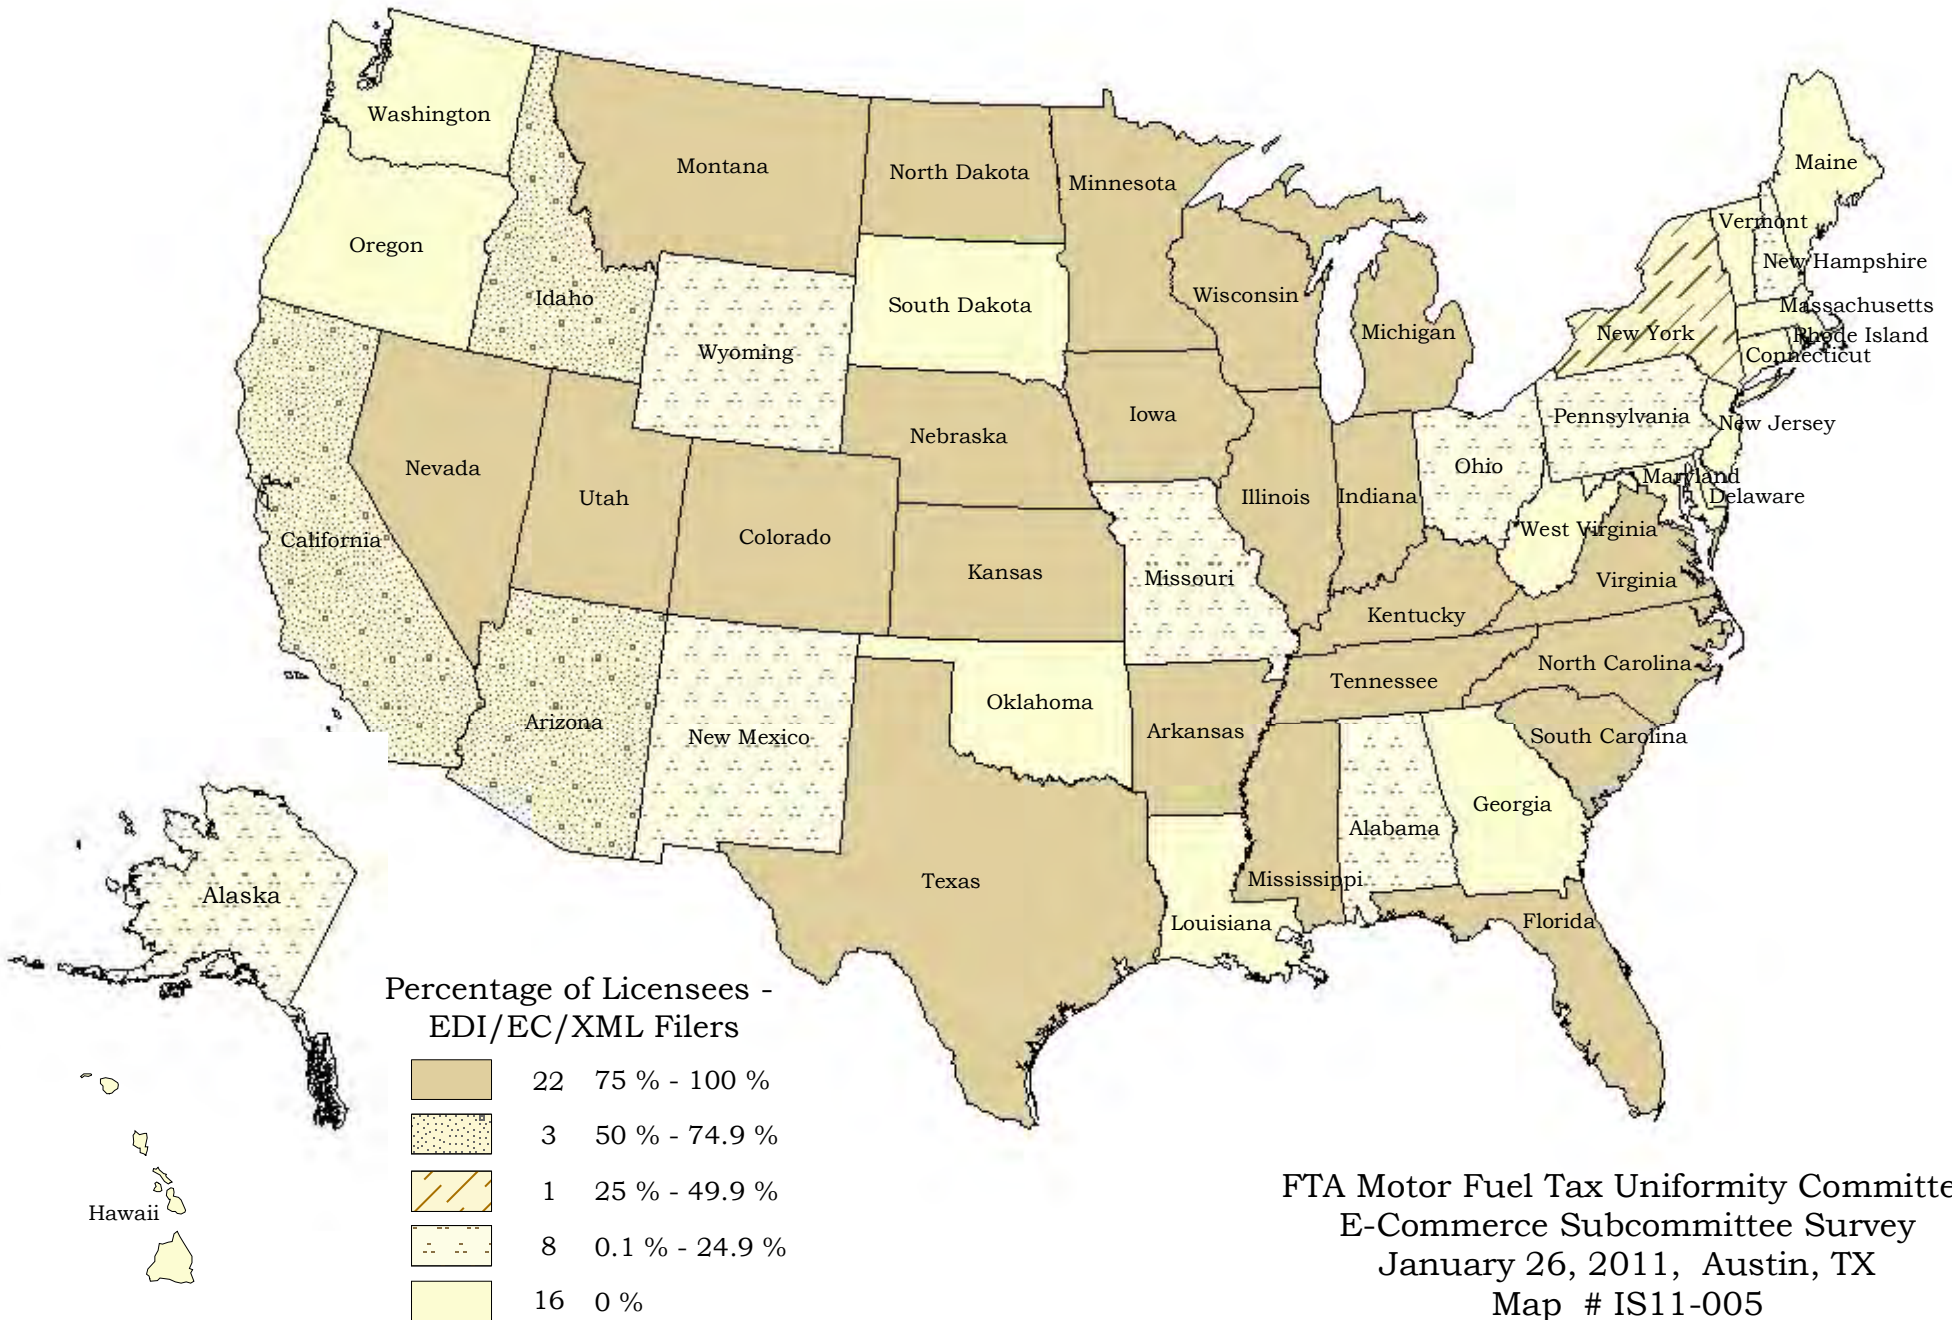 Washington
Montana
North Dakota
Minnesota
Maine
Oregon
Idaho
South Dakota
Wisconsin
Michigan
Vermont
New Hampshire
Massachusetts
New York
Rhode Island
Connecticut
Wyoming
Nebraska
Iowa
Pennsylvania
New Jersey
Nevada
Utah
Colorado
Illinois
Indiana
Ohio
Maryland
Delaware
West Virginia
California
Kansas
Missouri
Kentucky
Virginia
Arizona
New Mexico
Oklahoma
Arkansas
Tennessee
North Carolina
South Carolina
Alaska
Texas
Louisiana
Mississippi
Alabama
Georgia
Florida
Hawaii
Percentage of Licensees -
EDI/EC/XML Filers
22 75 % - 100 %
3 50 % - 74.9 %
1 25 % - 49.9 %
8 0.1 % - 24.9 %
16 0 %
FTA Motor Fuel Tax Uniformity Committe
E-Commerce Subcommittee Survey
January 26, 2011, Austin, TX
Map # IS11-005